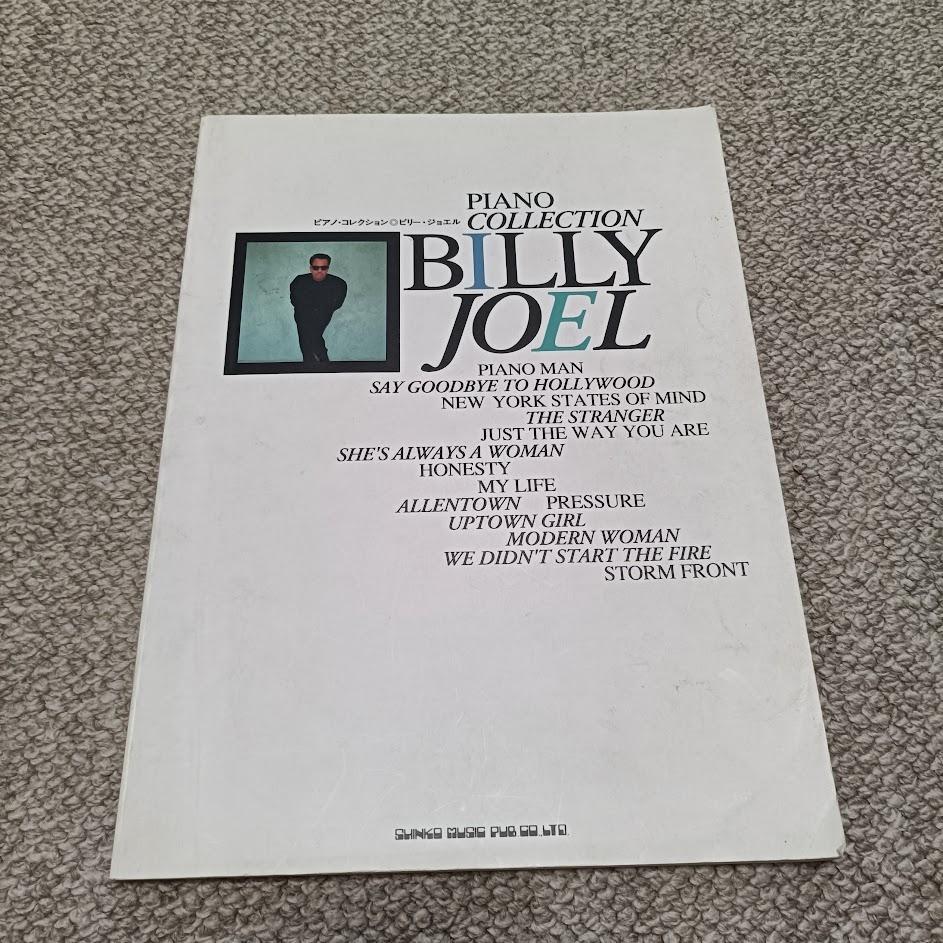 PIANO
COLLECTION
ピアノ・コレクション◎ビリー・ジョエル
BILLY
JOEL
PIANO MAN
SAY GOODBYE TO HOLLYWOOD
NEW YORK STATES OF MIND
THE STRANGER
JUST THE WAY YOU ARE
SHE'S ALWAYS A WOMAN
HONESTY
MY LIFE
ALLENTOWN PRESSURE
UPTOWN GIRL
MODERN WOMAN
WE DIDN'T START THE FIRE
STORM FRONT
SHINKO MUSIC PUB. CO., LTD.